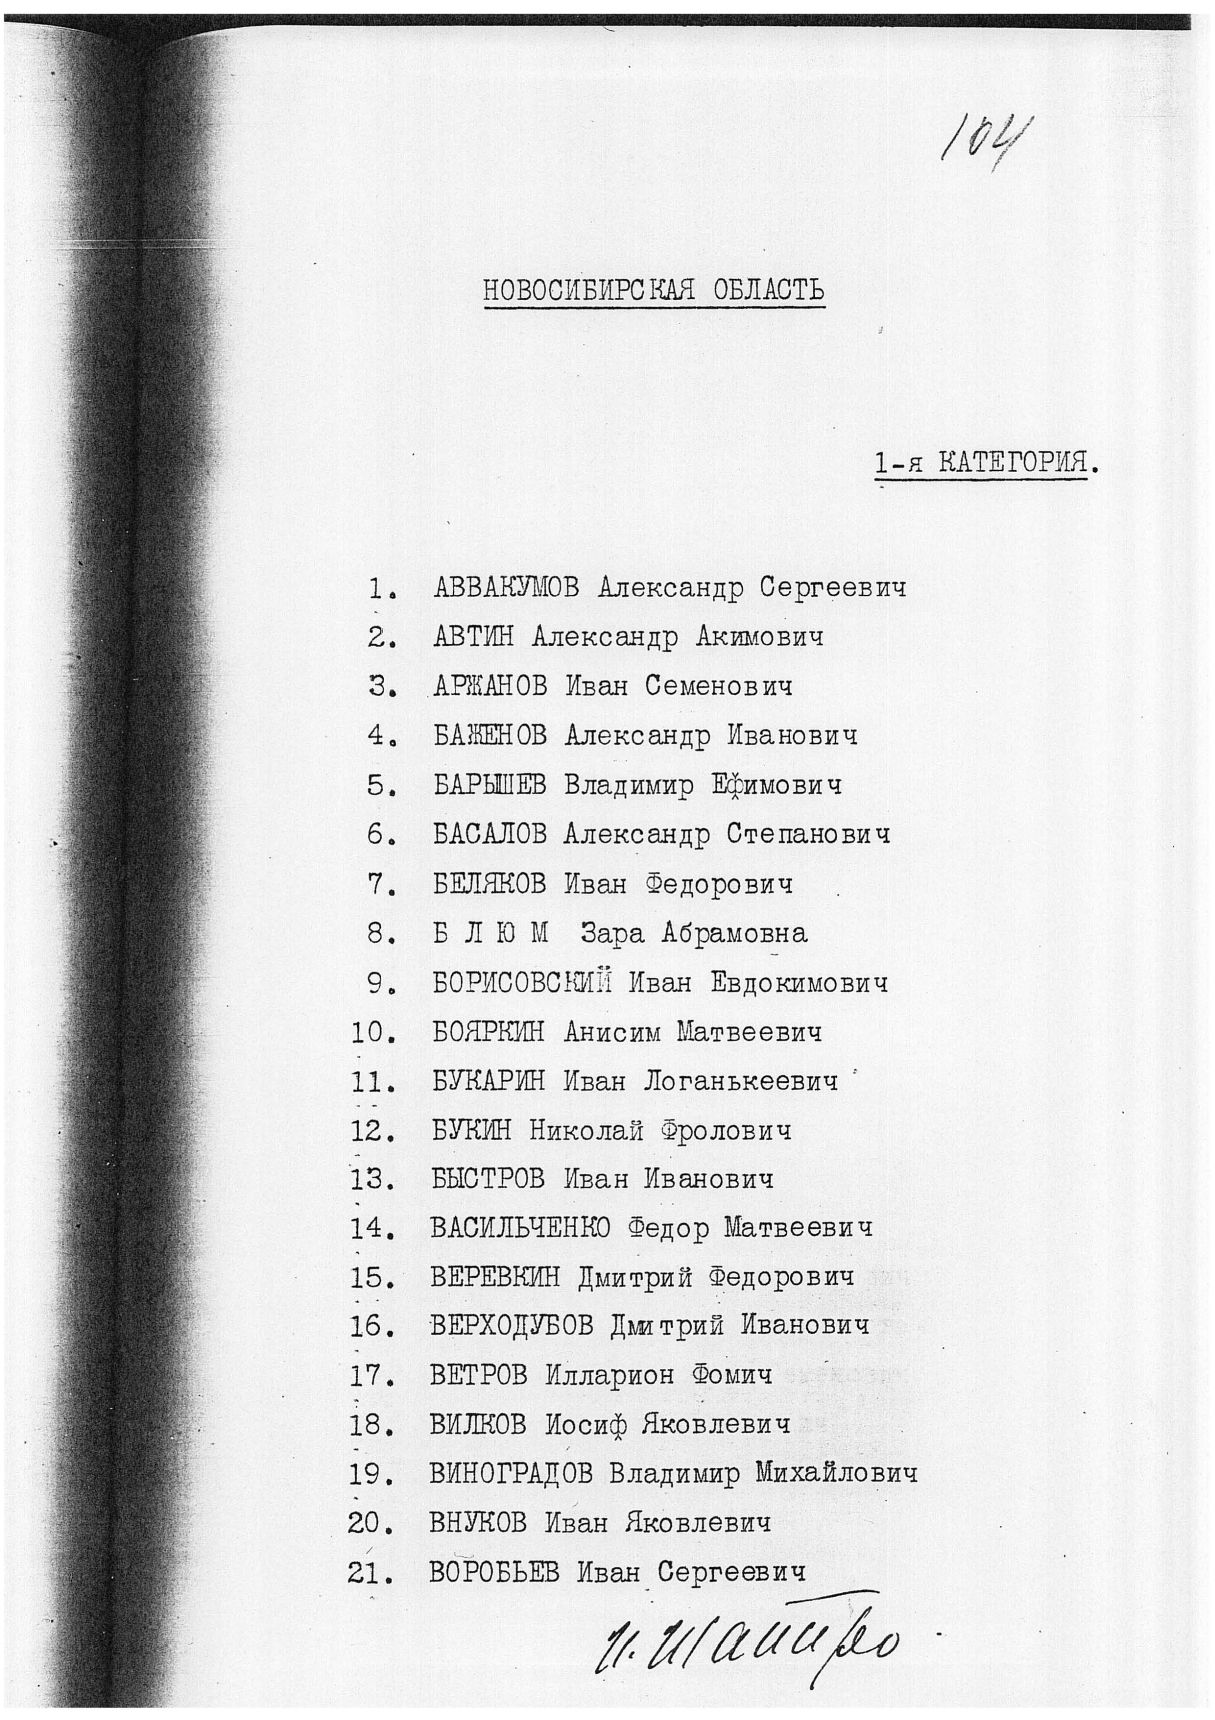 104
НОВОСИБИРСКАЯ ОБЛАСТЬ
1-я КАТЕГОРИЯ.
1. АВВАКУМОВ Александр Сергеевич
2. АВТИН Александр Акимович
3. АРЖАНОВ Иван Семенович
4. БАЖЕНОВ Александр Иванович
5. БАРЫШЕВ Владимир Ефимович
6. БАСАЛОВ Александр Степанович
7. БЕЛЯКОВ Иван Федорович
8. Б Л Ю М Зара Абрамовна
9. БОРИСОВСКИЙ Иван Евдокимович
10. БОЯРКИН Анисим Матвеевич
11. БУКАРИН Иван Логанькеевич
12. БУКИН Николай Фролович
13. БЫСТРОВ Иван Иванович
14. ВАСИЛЬЧЕНКО Федор Матвеевич
15. ВЕРЕВКИН Дмитрий Федорович
16. ВЕРХОДУБОВ Дмитрий Иванович
17. ВЕТРОВ Илларион Фомич
18. ВИЛКОВ Иосиф Яковлевич
19. ВИНОГРАДОВ Владимир Михайлович
20. ВНУКОВ Иван Яковлевич
21. ВОРОБЬЕВ Иван Сергеевич
И. Шапиро